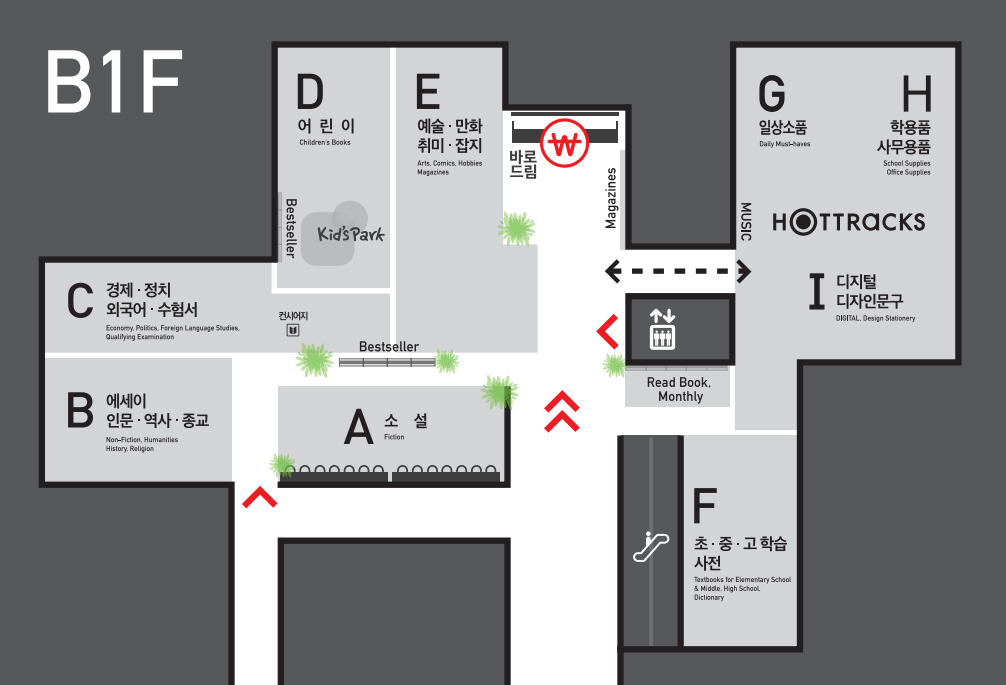 B1F
D
어 린 이
Children's Books
Bestseller
Kid'sPark
E
예술 · 만화
취미 · 잡지
Arts, Comics, Hobbies
Magazines
₩
바로
드림
Magazines
G
일상소품
Daily Must-haves
H
학용품
사무용품
School Supplies
Office Supplies
MUSIC
HOTTRACKS
I
디지털
디자인문구
DIGITAL, Design Stationery
C
경제 · 정치
외국어 · 수험서
Economy, Politics, Foreign Language Studies,
Qualifying Examination
컨시어지
Bestseller
B
에세이
인문 · 역사 · 종교
Non-Fiction, Humanities
History, Religion
A
소 설
Fiction
Read Book,
Monthly
F
초 · 중 · 고 학습
사전
Textbooks for Elementary School
& Middle, High School,
Dictionary